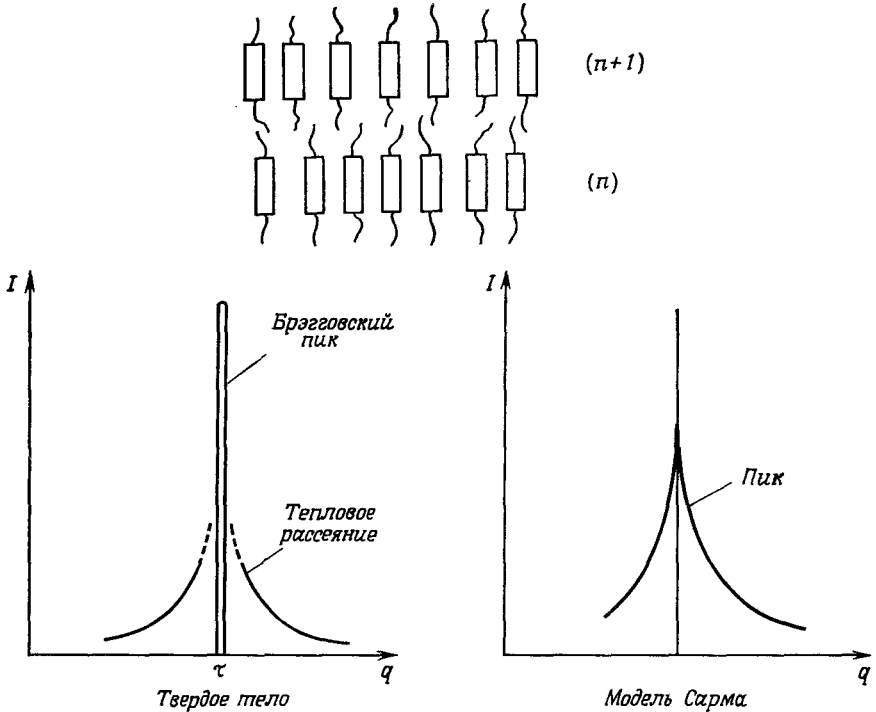 (n+1)
(n)
I
Брэгговский
пик
Тепловое
рассеяние
τ
q
Твердое тело
I
Пик
q
Модель Сарма